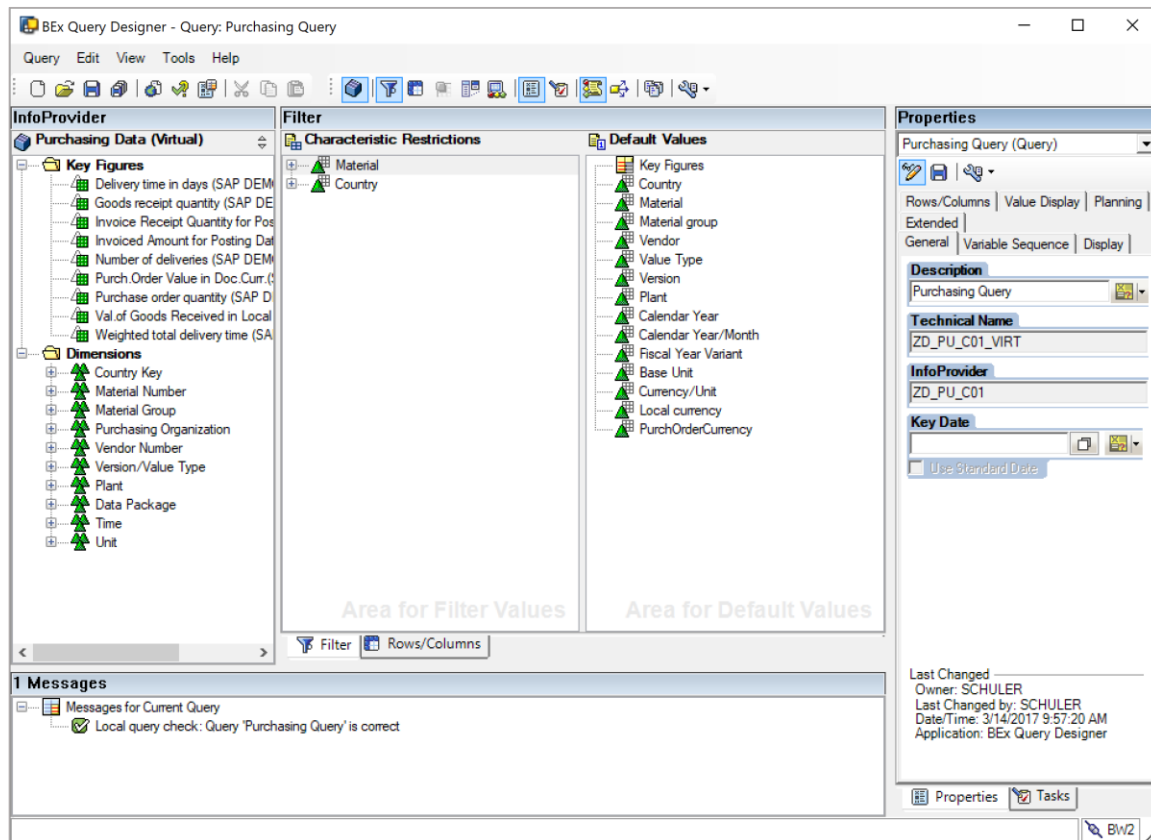 BEx Query Designer - Query: Purchasing Query
Query Edit View Tools Help
InfoProvider
Purchasing Data (Virtual)
Key Figures
Delivery time in days (SAP DEM
Goods receipt quantity (SAP DE
Invoice Receipt Quantity for Pos
Invoiced Amount for Posting Dat
Number of deliveries (SAP DEM
Purch.Order Value in Doc.Curr.(
Purchase order quantity (SAP D
Val.of Goods Received in Local
Weighted total delivery time (SA
Dimensions
Country Key
Material Number
Material Group
Purchasing Organization
Vendor Number
Version/Value Type
Plant
Data Package
Time
Unit
Filter
Characteristic Restrictions
Material
Country
Area for Filter Values
Default Values
Key Figures
Country
Material
Material group
Vendor
Value Type
Version
Plant
Calendar Year
Calendar Year/Month
Fiscal Year Variant
Base Unit
Currency/Unit
Local currency
PurchOrderCurrency
Area for Default Values
Filter Rows/Columns
Properties
Purchasing Query (Query)
Rows/Columns Value Display Planning
Extended
General Variable Sequence Display
Description
Purchasing Query
Technical Name
ZD_PU_C01_VIRT
InfoProvider
ZD_PU_C01
Key Date
Use Standard Date
Last Changed
Owner: SCHULER
Last Changed by: SCHULER
Date/Time: 3/14/2017 9:57:20 AM
Application: BEx Query Designer
Properties Tasks
1 Messages
Messages for Current Query
Local query check: Query 'Purchasing Query' is correct
BW2